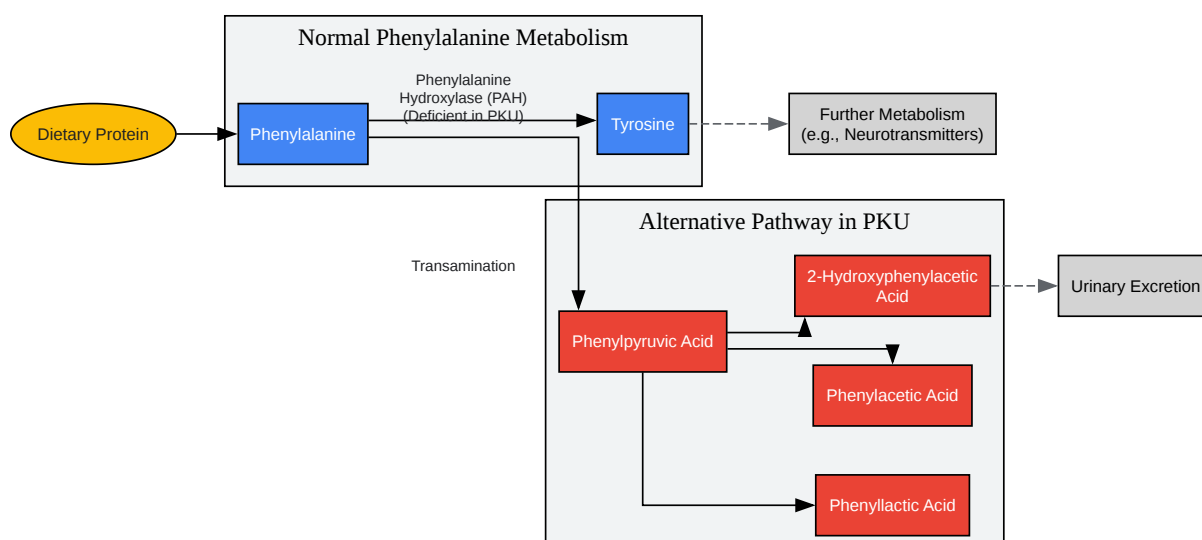 Normal Phenylalanine Metabolism
Phenylalanine
Hydroxylase (PAH)
(Deficient in PKU)
Dietary Protein
Phenylalanine
Tyrosine
Further Metabolism
(e.g., Neurotransmitters)
Alternative Pathway in PKU
Transamination
2-Hydroxyphenylacetic
Acid
Urinary Excretion
Phenylpyruvic Acid
Phenylacetic Acid
Phenyllactic Acid